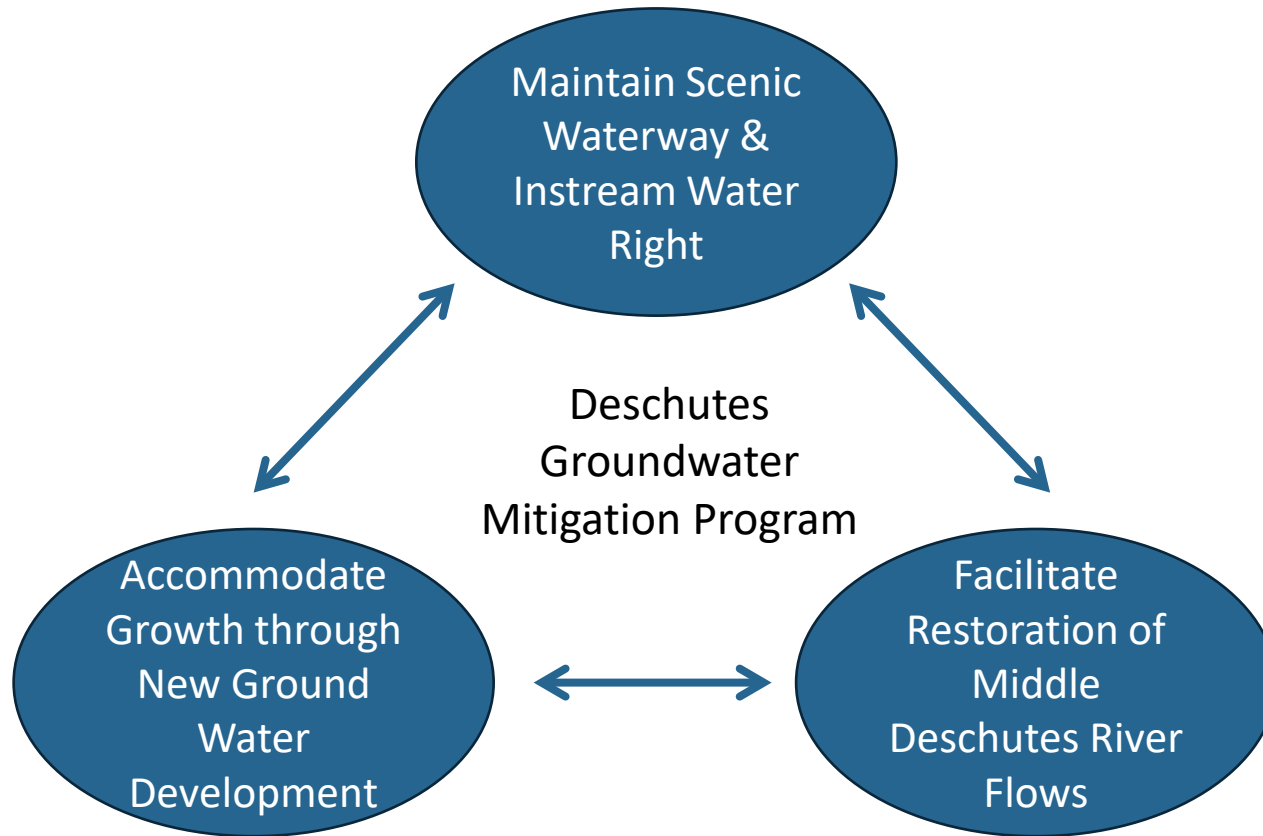 Maintain Scenic
Waterway &
Instream Water
Right
Deschutes
Groundwater
Mitigation Program
Accommodate
Growth through
New Ground
Water
Development
Facilitate
Restoration of
Middle
Deschutes River
Flows